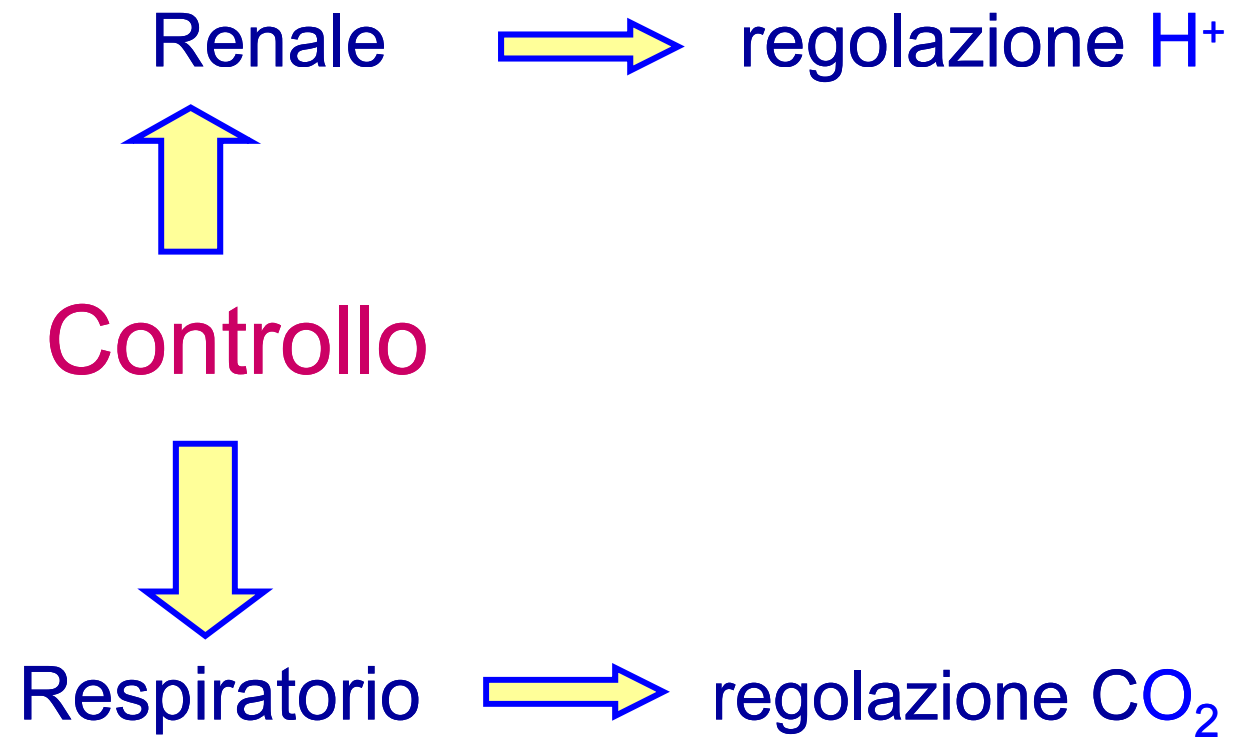 Renale regolazione H⁺
Controllo
Respiratorio regolazione CO₂